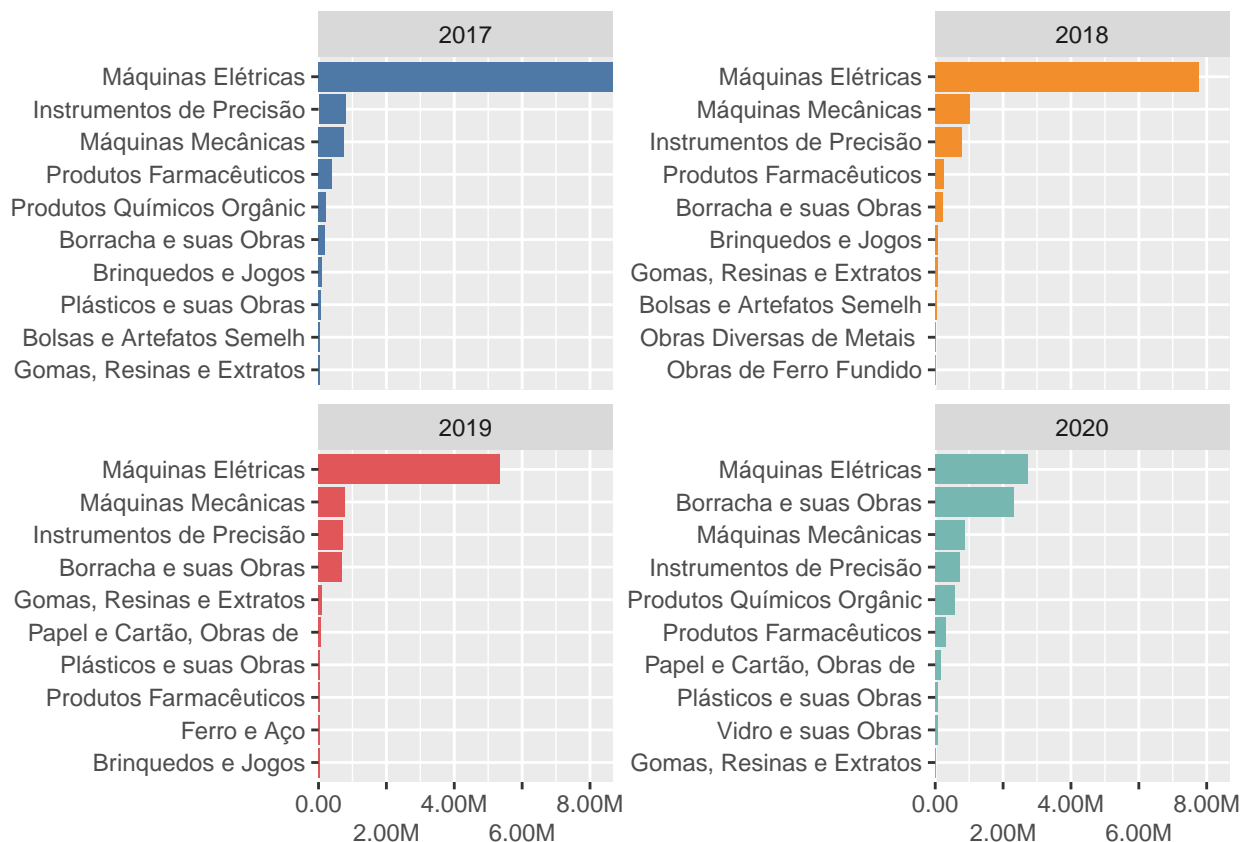 2017
Máquinas Elétricas
Instrumentos de Precisão
Máquinas Mecânicas
Produtos Farmacêuticos
Produtos Químicos Orgânic
Borracha e suas Obras
Brinquedos e Jogos
Plásticos e suas Obras
Bolsas e Artefatos Semelh
Gomas, Resinas e Extratos
2018
Máquinas Elétricas
Máquinas Mecânicas
Instrumentos de Precisão
Produtos Farmacêuticos
Borracha e suas Obras
Brinquedos e Jogos
Gomas, Resinas e Extratos
Bolsas e Artefatos Semelh
Obras Diversas de Metais
Obras de Ferro Fundido
2019
Máquinas Elétricas
Máquinas Mecânicas
Instrumentos de Precisão
Borracha e suas Obras
Gomas, Resinas e Extratos
Papel e Cartão, Obras de
Plásticos e suas Obras
Produtos Farmacêuticos
Ferro e Aço
Brinquedos e Jogos
0.00 4.00M 8.00M
2.00M 6.00M
2020
Máquinas Elétricas
Borracha e suas Obras
Máquinas Mecânicas
Instrumentos de Precisão
Produtos Químicos Orgânic
Produtos Farmacêuticos
Papel e Cartão, Obras de
Plásticos e suas Obras
Vidro e suas Obras
Gomas, Resinas e Extratos
0.00 4.00M 8.00M
2.00M 6.00M